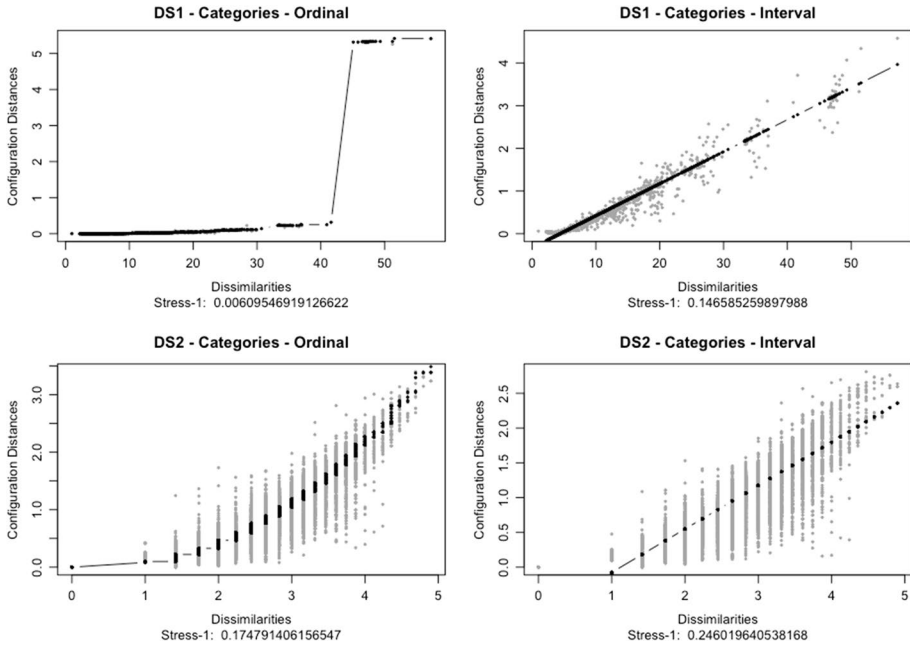 DS1 - Categories - Ordinal
Configuration Distances
5
4
3
2
1
0
0 10 20 30 40 50
Dissimilarities
Stress-1: 0.00609546919126622
DS1 - Categories - Interval
Configuration Distances
4
3
2
1
0
0 10 20 30 40 50
Dissimilarities
Stress-1: 0.146585259897988
DS2 - Categories - Ordinal
Configuration Distances
3.0
2.0
1.0
0.0
0 1 2 3 4 5
Dissimilarities
Stress-1: 0.174791406156547
DS2 - Categories - Interval
Configuration Distances
2.5
2.0
1.5
1.0
0.5
0.0
0 1 2 3 4 5
Dissimilarities
Stress-1: 0.246019640538168